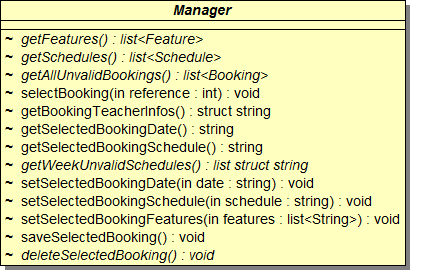 Manager
~ getFeatures() : list<Feature>
~ getSchedules() : list<Schedule>
~ getAllUnvalidBookings() : list<Booking>
~ selectBooking(in reference : int) : void
~ getBookingTeacherInfos() : struct string
~ getSelectedBookingDate() : string
~ getSelectedBookingSchedule() : string
~ getWeekUnvalidSchedules() : list struct string
~ setSelectedBookingDate(in date : string) : void
~ setSelectedBookingSchedule(in schedule : string) : void
~ setSelectedBookingFeatures(in features : list<String>) : void
~ saveSelectedBooking() : void
~ deleteSelectedBooking() : void